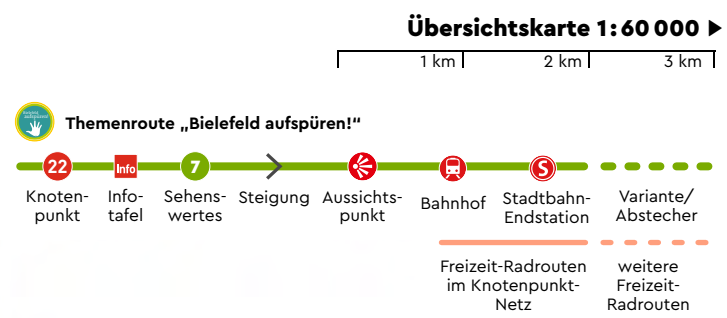 Übersichtskarte 1:60 000
1 km
2 km
3 km
Themenroute „Bielefeld aufspüren!“
22
Info
7
S
Knoten-
punkt
Info-
tafel
Sehens-
wertes
Steigung
Aussichts-
punkt
Bahnhof
Stadtbahn-
Endstation
Variante/
Abstecher
Freizeit-Radrouten
im Knotenpunkt-
Netz
weitere
Freizeit-
Radrouten